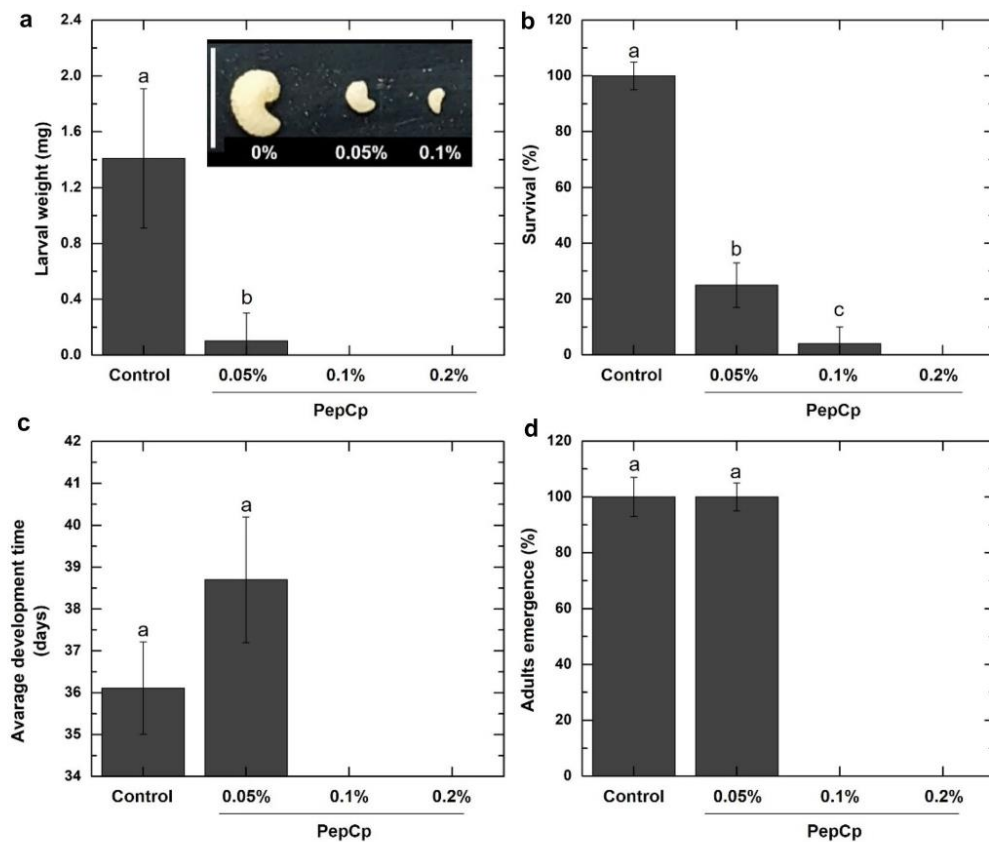 a
2.4
2.0
1.6
1.2
0.8
0.4
0.0
Larval weight (mg)
a
b
0% 0.05% 0.1%
Control 0.05% 0.1% 0.2%
PepCp
b
120
100
80
60
40
20
0
Survival (%)
a
b
c
Control 0.05% 0.1% 0.2%
PepCp
c
42
41
40
39
38
37
36
35
34
Avarage development time
(days)
a
a
Control 0.05% 0.1% 0.2%
PepCp
d
120
100
80
60
40
20
0
Adults emergence (%)
a
a
Control 0.05% 0.1% 0.2%
PepCp